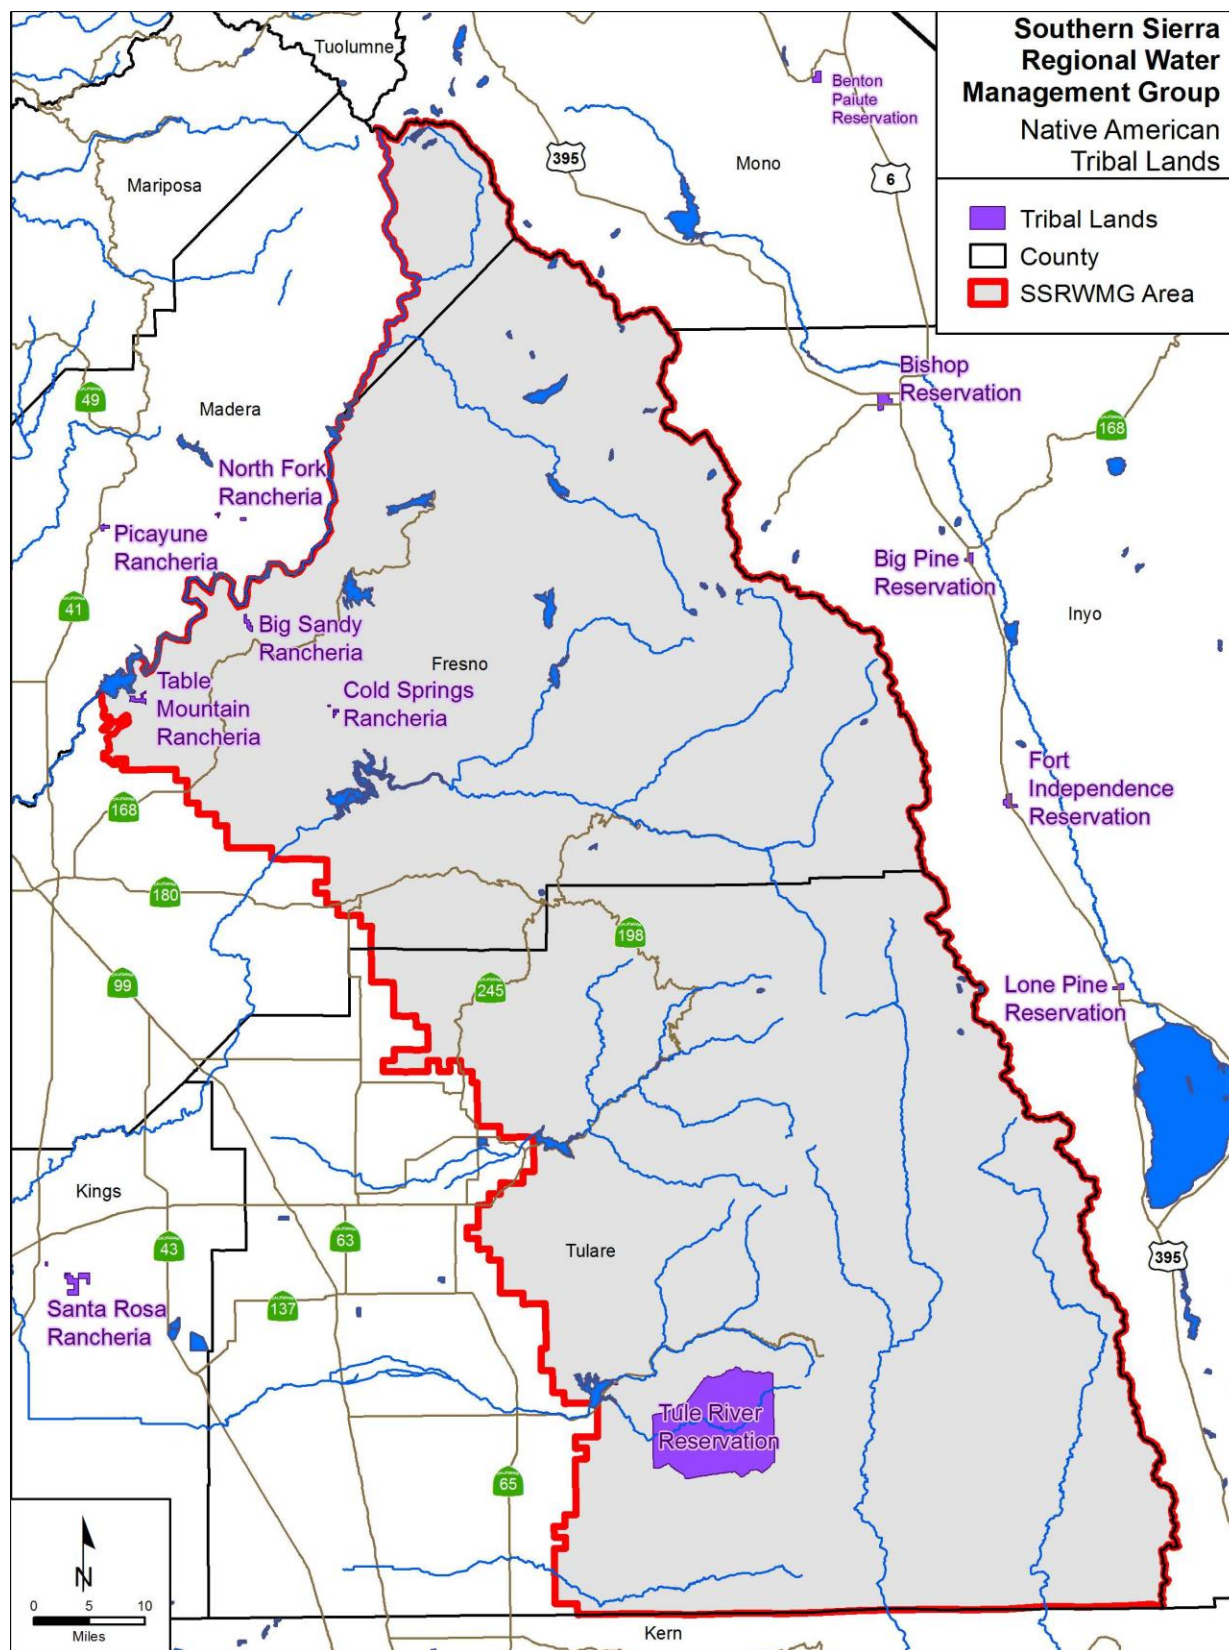 Southern Sierra
Regional Water
Management Group
Native American
Tribal Lands
Tribal Lands
County
SSRWMG Area
Tuolumne
Benton
Paiute
Reservation
395
Mono
6
Mariposa
Bishop
Reservation
49
Madera
168
North Fork
Rancheria
Picayune
Rancheria
Big Pine
Reservation
41
Inyo
Big Sandy
Rancheria
Fresno
Table
Mountain
Rancheria
Cold Springs
Rancheria
Fort
Independence
Reservation
168
180
198
99
245
Lone Pine
Reservation
Kings
43
63
Tulare
395
Santa Rosa
Rancheria
137
Tule River
Reservation
65
N
0 5 10
Miles
Kern